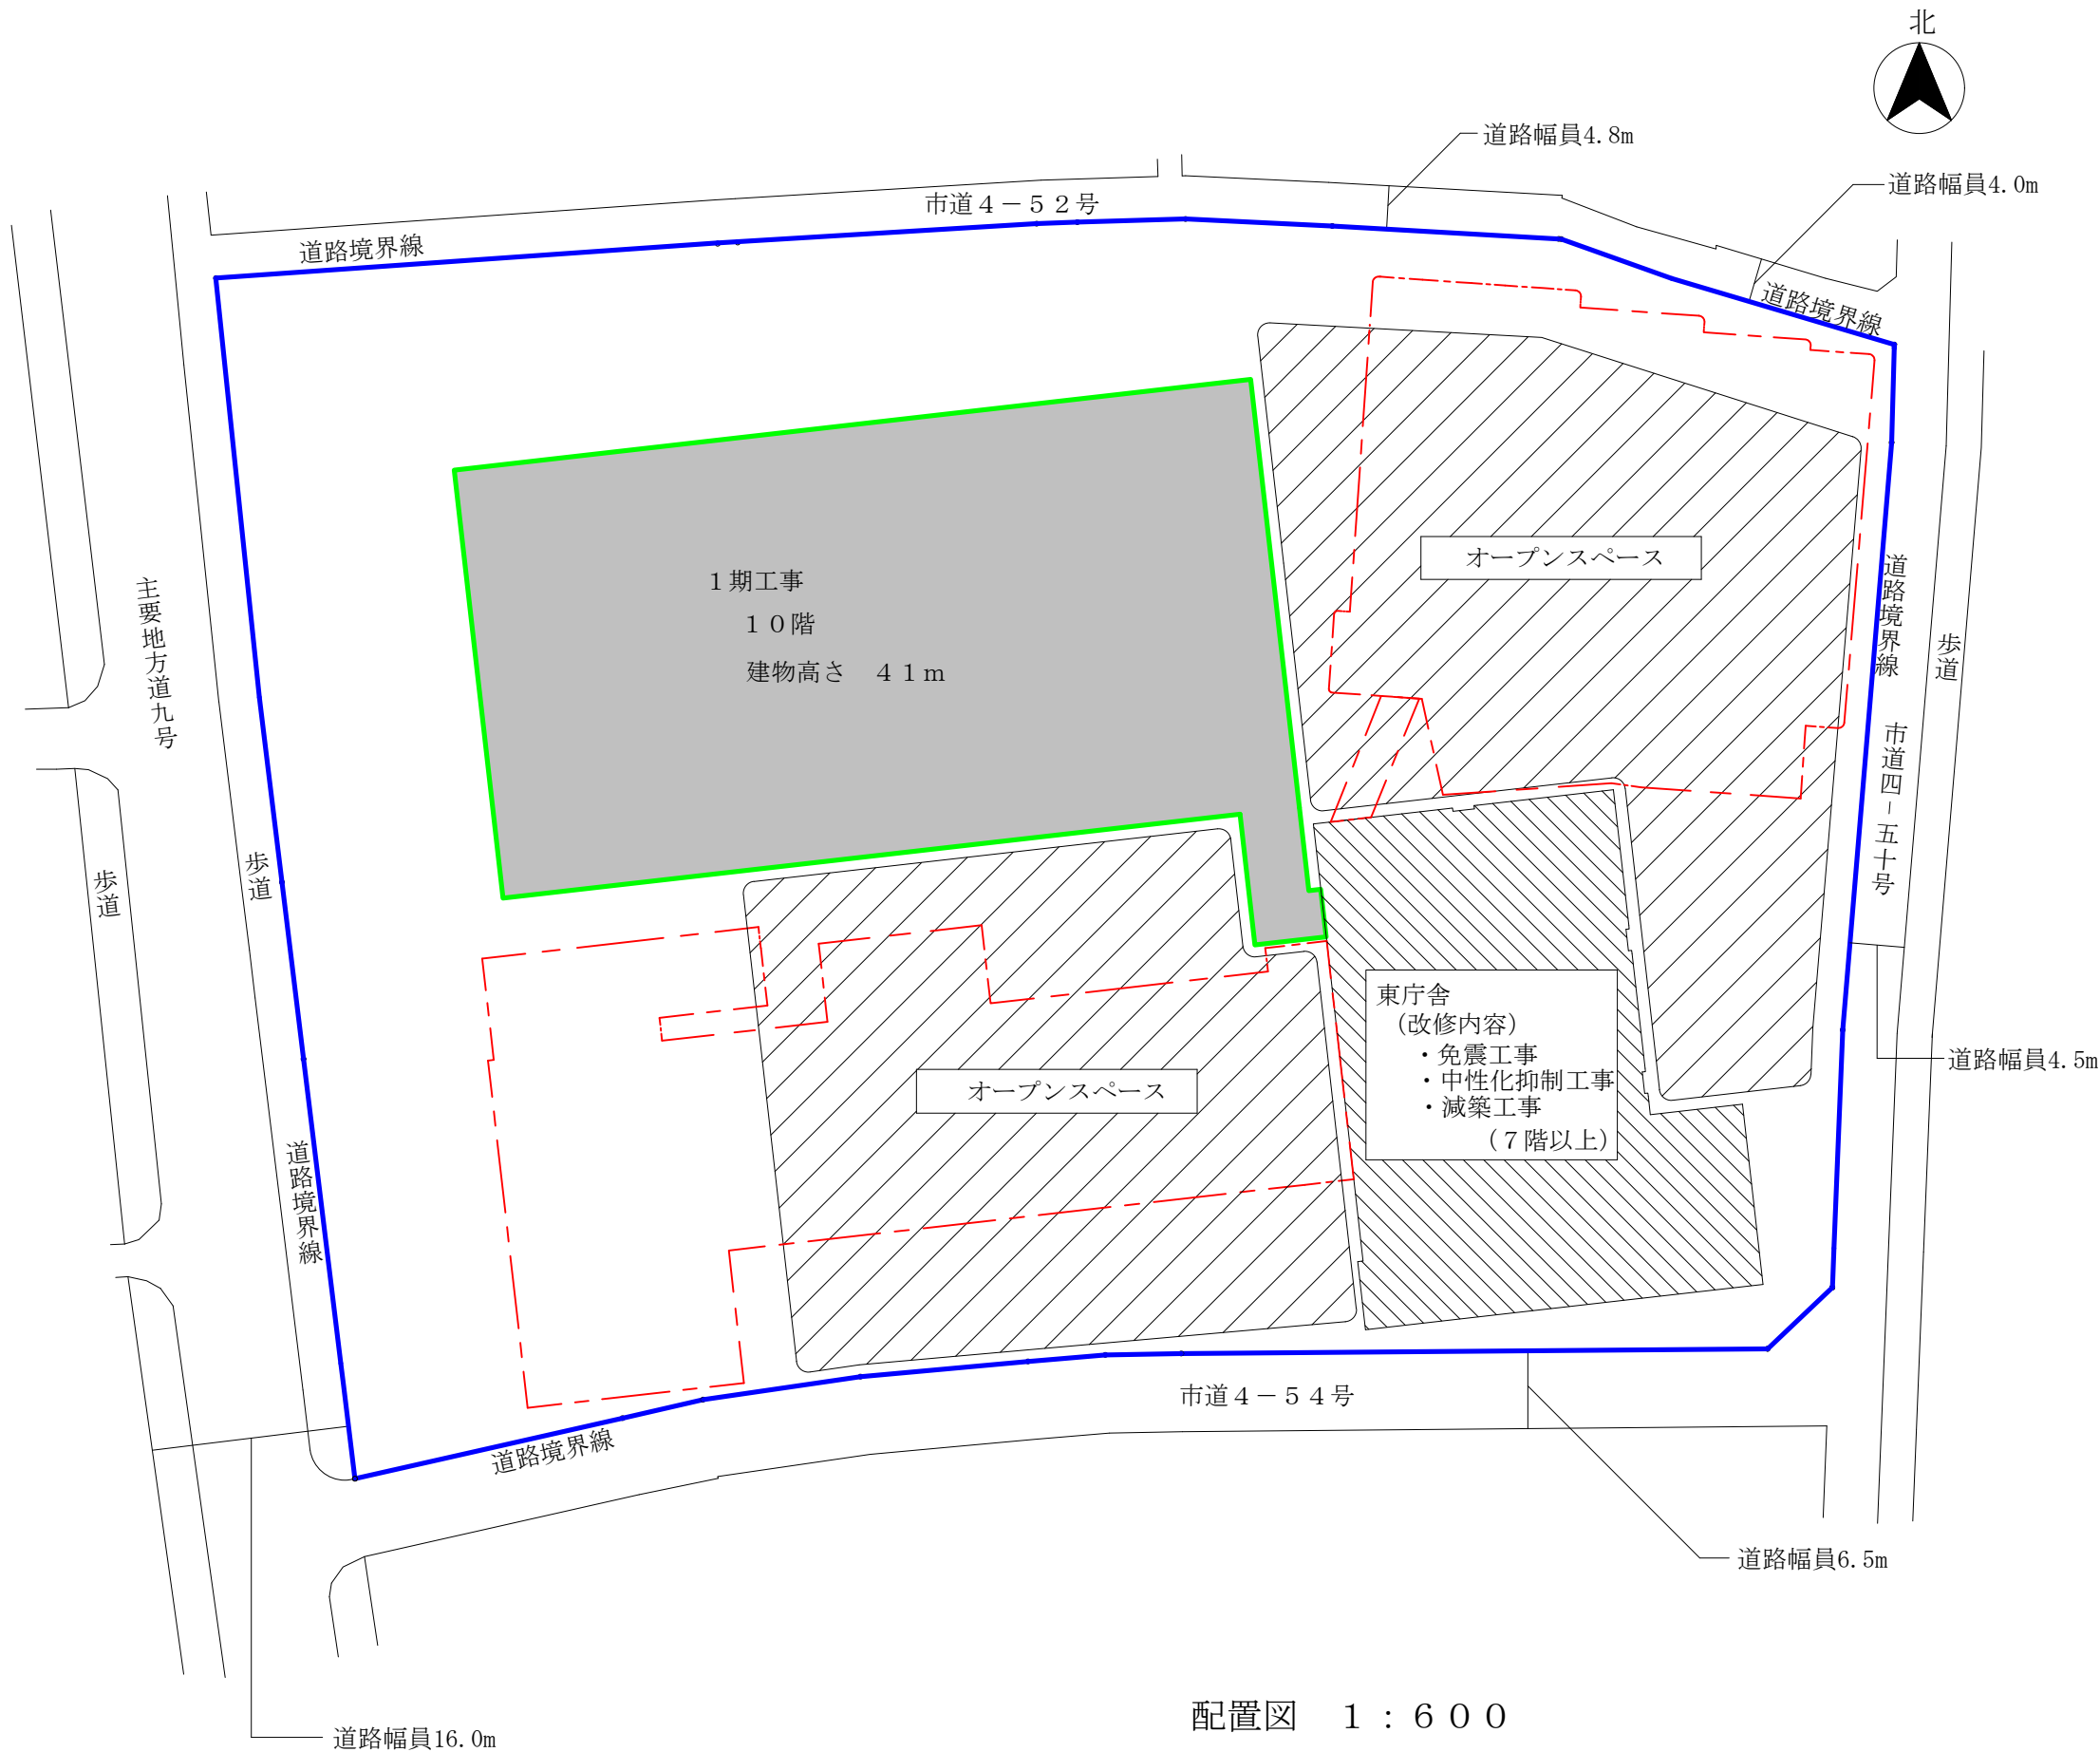 北
道路幅員4.8m
道路幅員4.0m
市道４－５２号
道路境界線
道路境界線
１期工事
１０階
建物高さ　４１ｍ
オープンスペース
主要地方道九号
道路境界線
歩道
市道四－五十号
歩道
歩道
東庁舎
（改修内容）
・免震工事
・中性化抑制工事
・減築工事
（７階以上）
オープンスペース
道路幅員4.5m
道路境界線
市道４－５４号
道路境界線
道路幅員6.5m
配置図　１：６００
道路幅員16.0m